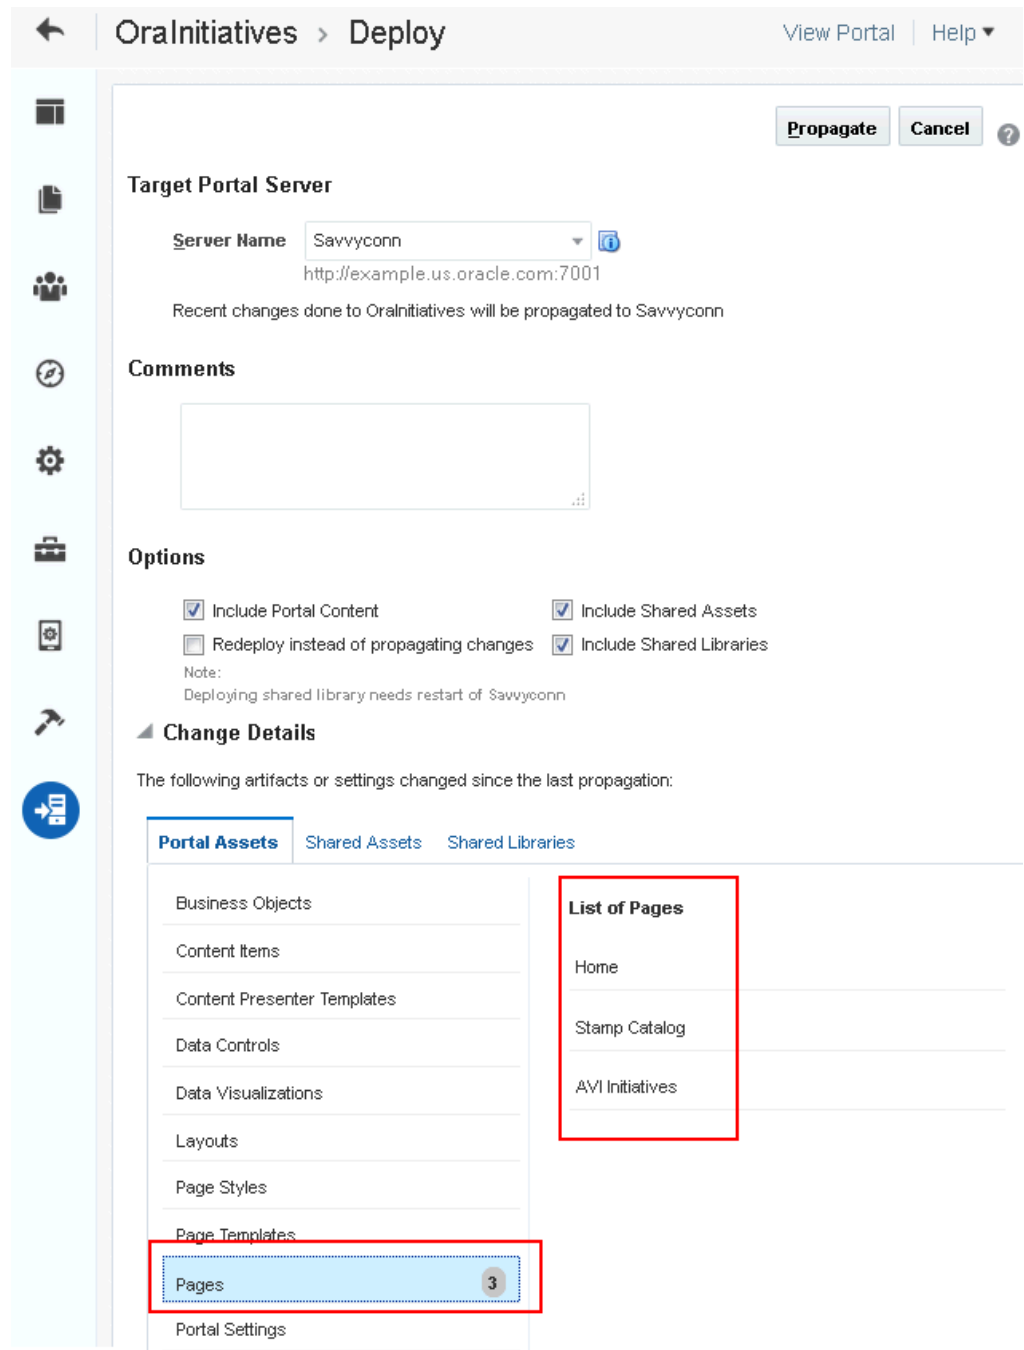 OraInitiatives > Deploy View Portal Help
Propagate Cancel
Target Portal Server
Server Name Savvyconn
http://example.us.oracle.com:7001
Recent changes done to OraInitiatives will be propagated to Savvyconn
Comments
Options
Include Portal Content Include Shared Assets
Redeploy instead of propagating changes Include Shared Libraries
Note:
Deploying shared library needs restart of Savvyconn
Change Details
The following artifacts or settings changed since the last propagation:
Portal Assets Shared Assets Shared Libraries
Business Objects
Content Items
Content Presenter Templates
Data Controls
Data Visualizations
Layouts
Page Styles
Page Templates
Pages 3
Portal Settings
List of Pages
Home
Stamp Catalog
AVI Initiatives